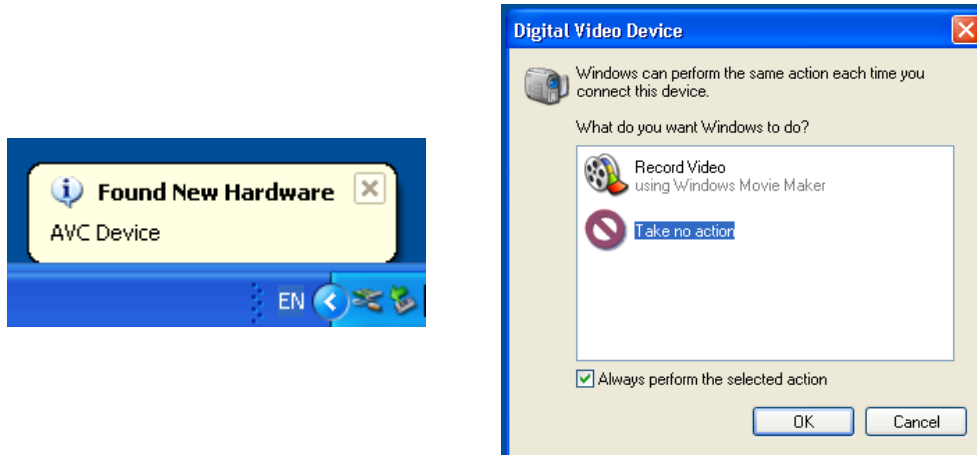 Found New Hardware
AVC Device
EN
Digital Video Device
Windows can perform the same action each time you
connect this device.
What do you want Windows to do?
Record Video
using Windows Movie Maker
Take no action
Always perform the selected action
OK
Cancel